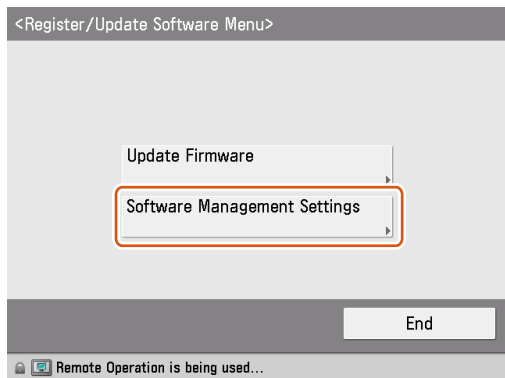 <Register/Update Software Menu>
Update Firmware
Software Management Settings
End
Remote Operation is being used...